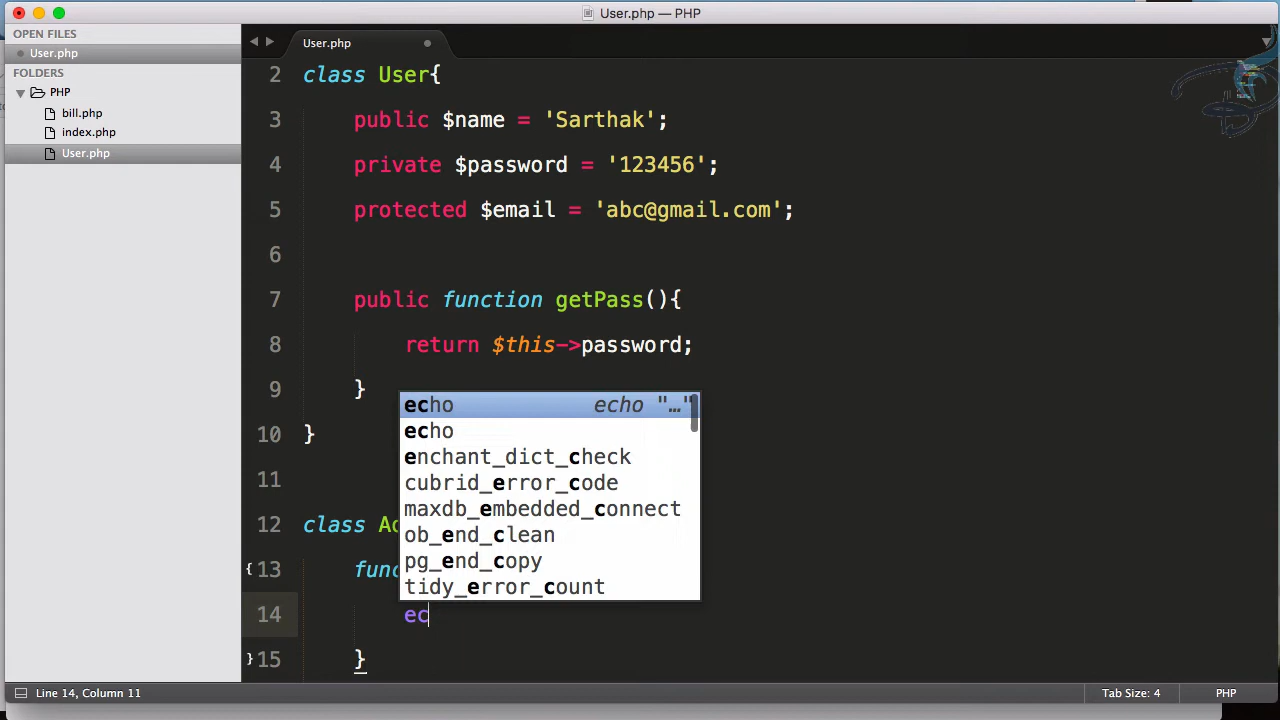 User.php — PHP
OPEN FILES
User.php
FOLDERS
PHP
bill.php
index.php
User.php
User.php
2 class User{
3 public $name = 'Sarthak';
4 private $password = '123456';
5 protected $email = 'abc@gmail.com';
6
7 public function getPass(){
8 return $this->password;
9 }
10 }
11
12 class Ad
13 func
14 ec
15 }
echo echo "…"
echo
enchant_dict_check
cubrid_error_code
maxdb_embedded_connect
ob_end_clean
pg_end_copy
tidy_error_count
Line 14, Column 11
Tab Size: 4
PHP